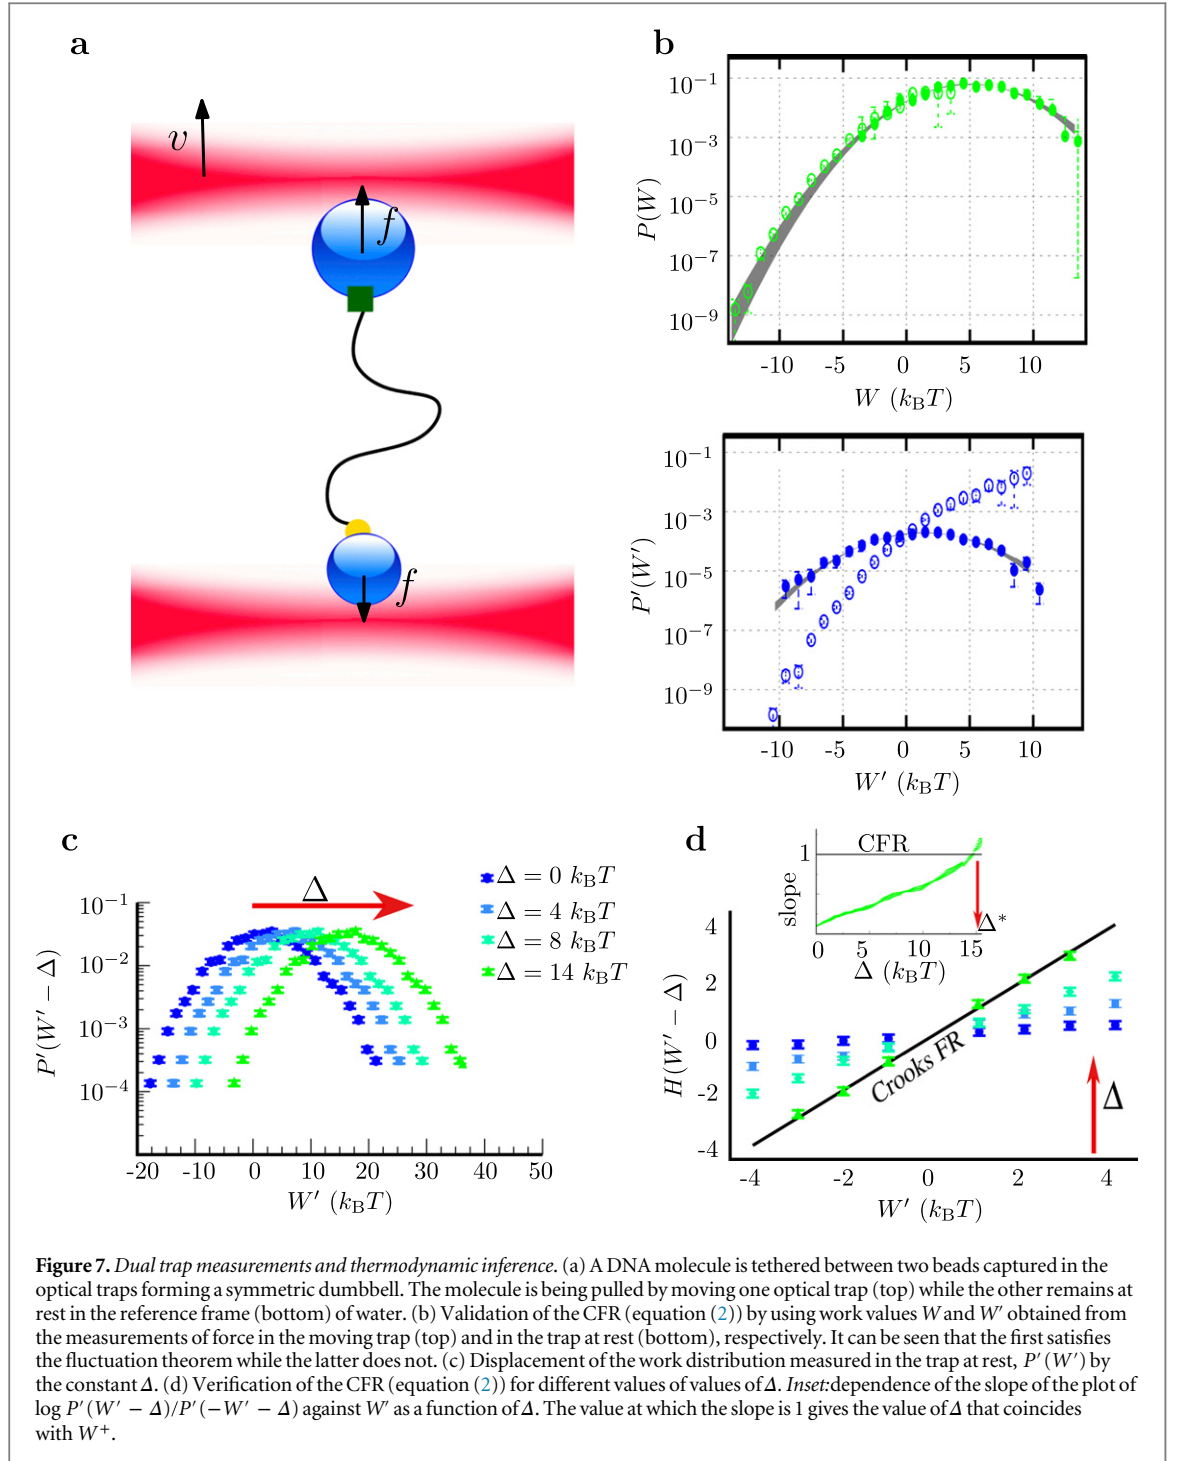 a
v
f
f
b
10⁻¹
10⁻³
10⁻⁵
10⁻⁷
10⁻⁹
P(W)
-10 -5 0 5 10
W (k_BT)
10⁻¹
10⁻³
10⁻⁵
10⁻⁷
10⁻⁹
P′(W′)
-10 -5 0 5 10
W′ (k_BT)
c
Δ
Δ = 0 k_BT
Δ = 4 k_BT
Δ = 8 k_BT
Δ = 14 k_BT
10⁻¹
10⁻²
10⁻³
10⁻⁴
P′(W′ − Δ)
-20 -10 0 10 20 30 40 50
W′ (k_BT)
d
CFR
1
slope
0 5 10 15
Δ (k_BT)
Δ*
4
2
0
-2
-4
H(W′ − Δ)
Crooks FR
Δ
-4 -2 0 2 4
W′ (k_BT)
Figure 7. Dual trap measurements and thermodynamic inference. (a) A DNA molecule is tethered between two beads captured in the
optical traps forming a symmetric dumbbell. The molecule is being pulled by moving one optical trap (top) while the other remains at
rest in the reference frame (bottom) of water. (b) Validation of the CFR (equation (2)) by using work values W and W′ obtained from
the measurements of force in the moving trap (top) and in the trap at rest (bottom), respectively. It can be seen that the first satisfies
the fluctuation theorem while the latter does not. (c) Displacement of the work distribution measured in the trap at rest, P′(W′) by
the constant Δ. (d) Verification of the CFR (equation (2)) for different values of values of Δ. Inset:dependence of the slope of the plot of
log P′(W′ − Δ)/P′(−W′ − Δ) against W′ as a function of Δ. The value at which the slope is 1 gives the value of Δ that coincides
with W⁺.